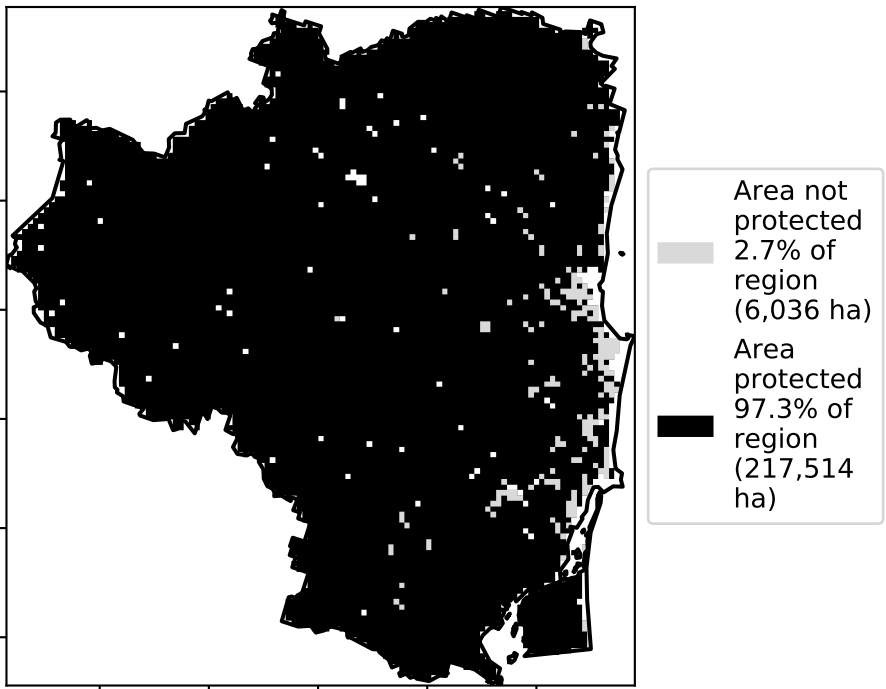 Area not
protected
2.7% of
region
(6,036 ha)
Area
protected
97.3% of
region
(217,514
ha)